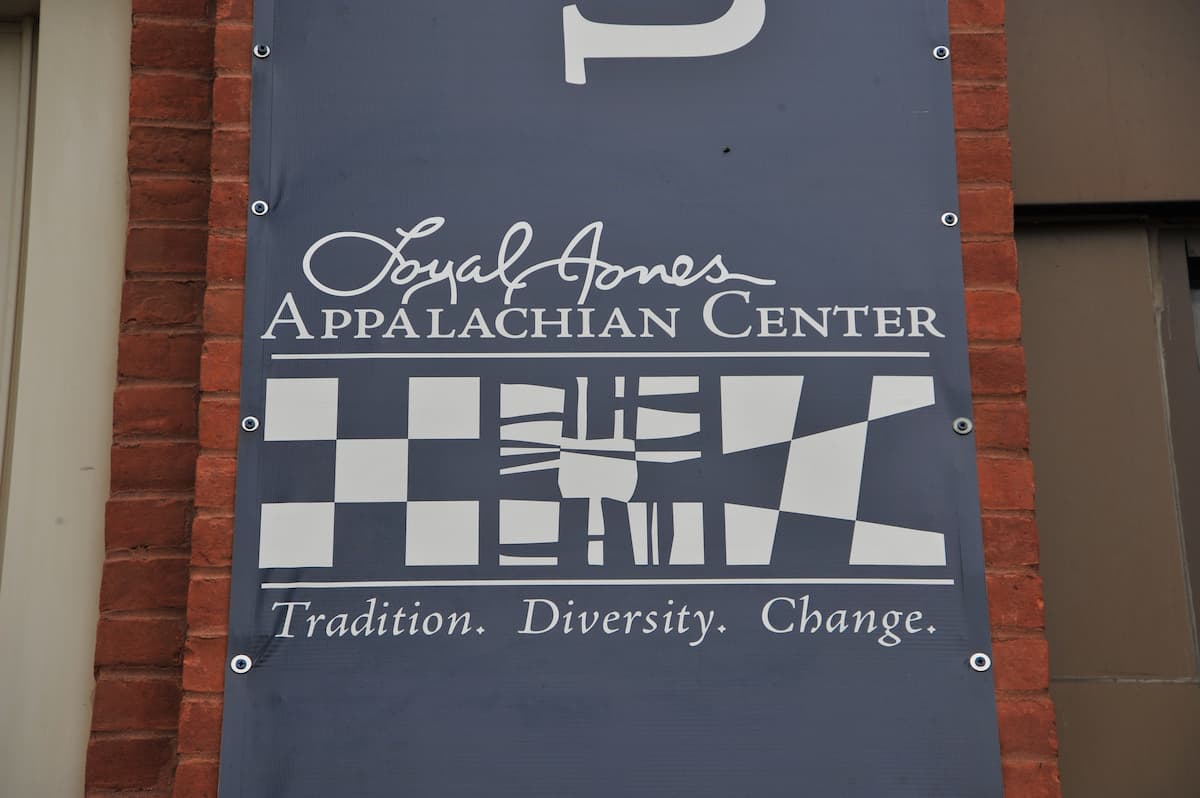 Loyal Jones
APPALACHIAN CENTER
Tradition. Diversity. Change.